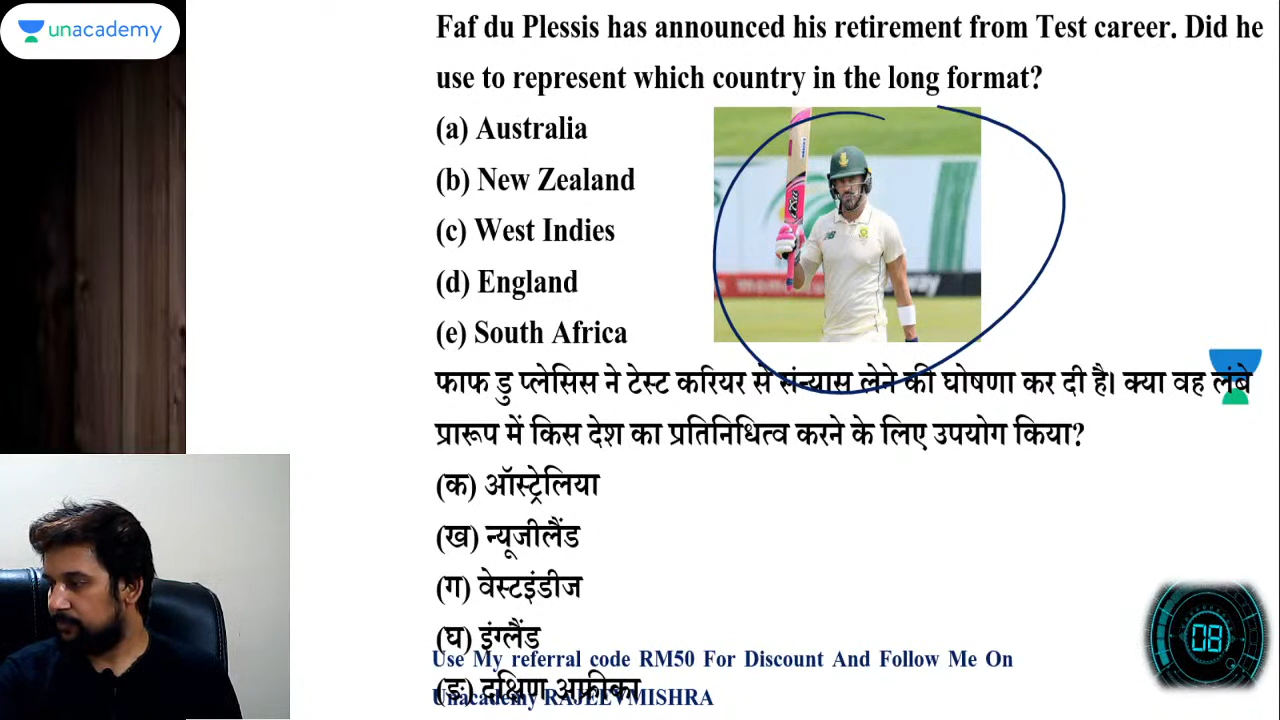 unacademy
Faf du Plessis has announced his retirement from Test career. Did he
use to represent which country in the long format?
(a) Australia
(b) New Zealand
(c) West Indies
(d) England
(e) South Africa
फाफ डु प्लेसिस ने टेस्ट करियर से संन्यास लेने की घोषणा कर दी है। क्या वह लंबे
प्रारूप में किस देश का प्रतिनिधित्व करने के लिए उपयोग किया?
(क) ऑस्ट्रेलिया
(ख) न्यूजीलैंड
(ग) वेस्टइंडीज
(घ) इंग्लैंड
Use My referral code RM50 For Discount And Follow Me On
(ङ) दक्षिण अफ्रीका
Unacademy RAJEEVMISHRA
08